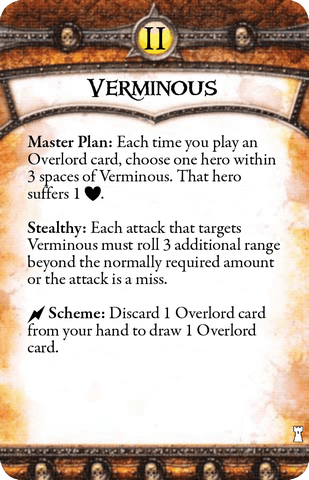 II
VERMINOUS
Master Plan: Each time you play an
Overlord card, choose one hero within
3 spaces of Verminous. That hero
suffers 1 ♥.
Stealthy: Each attack that targets
Verminous must roll 3 additional range
beyond the normally required amount
or the attack is a miss.
Scheme: Discard 1 Overlord card
from your hand to draw 1 Overlord
card.